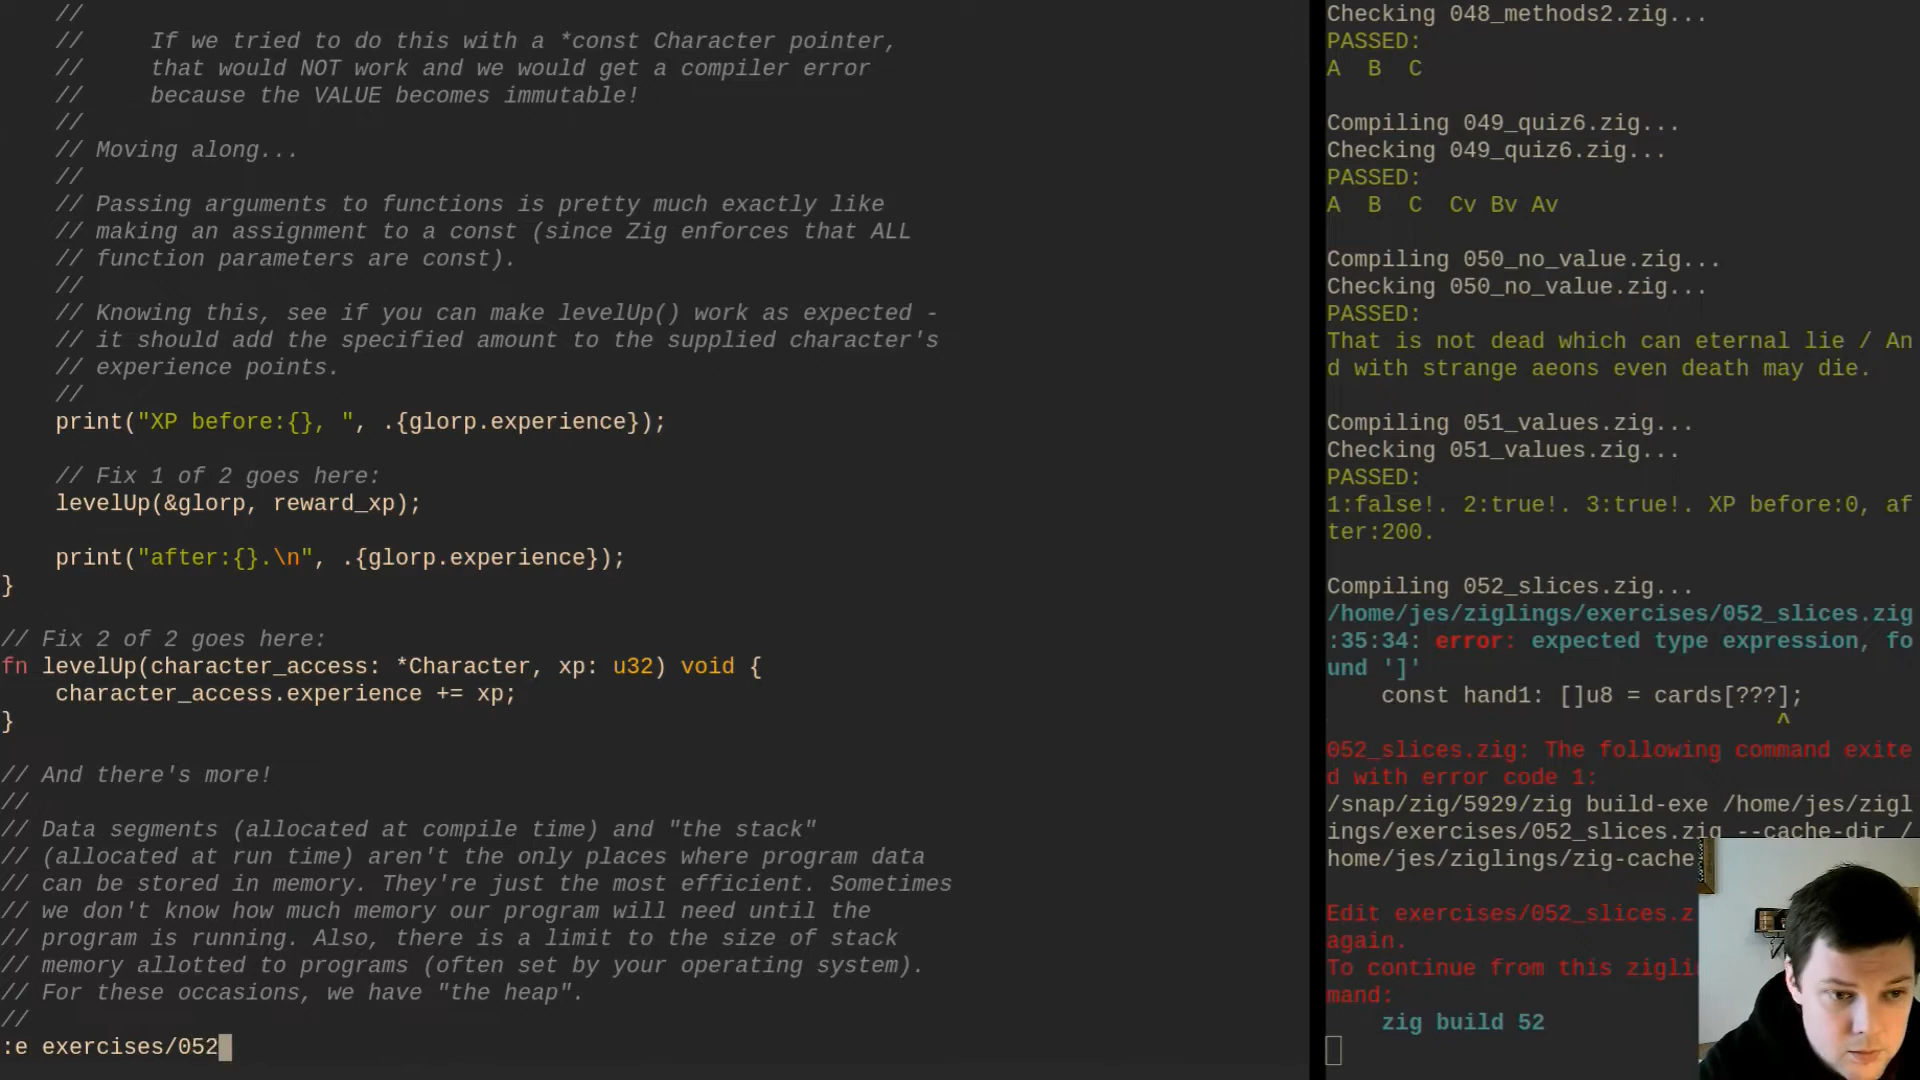 //
//     If we tried to do this with a *const Character pointer,
//     that would NOT work and we would get a compiler error
//     because the VALUE becomes immutable!
//
// Moving along...
//
// Passing arguments to functions is pretty much exactly like
// making an assignment to a const (since Zig enforces that ALL
// function parameters are const).
//
// Knowing this, see if you can make levelUp() work as expected -
// it should add the specified amount to the supplied character's
// experience points.
//
print("XP before:{}, ", .{glorp.experience});
// Fix 1 of 2 goes here:
levelUp(&glorp, reward_xp);
print("after:{}.\n", .{glorp.experience});
}
// Fix 2 of 2 goes here:
fn levelUp(character_access: *Character, xp: u32) void {
character_access.experience += xp;
}
// And there's more!
//
// Data segments (allocated at compile time) and "the stack"
// (allocated at run time) aren't the only places where program data
// can be stored in memory. They're just the most efficient. Sometimes
// we don't know how much memory our program will need until the
// program is running. Also, there is a limit to the size of stack
// memory allotted to programs (often set by your operating system).
// For these occasions, we have "the heap".
//
:e exercises/052
Checking 048_methods2.zig...
PASSED:
A  B  C
Compiling 049_quiz6.zig...
Checking 049_quiz6.zig...
PASSED:
A  B  C  Cv Bv Av
Compiling 050_no_value.zig...
Checking 050_no_value.zig...
PASSED:
That is not dead which can eternal lie / An
d with strange aeons even death may die.
Compiling 051_values.zig...
Checking 051_values.zig...
PASSED:
1:false!. 2:true!. 3:true!. XP before:0, af
ter:200.
Compiling 052_slices.zig...
/home/jes/ziglings/exercises/052_slices.zig
:35:34: error: expected type expression, fo
und ']'
const hand1: []u8 = cards[???];
^
052_slices.zig: The following command exite
d with error code 1:
/snap/zig/5929/zig build-exe /home/jes/zigl
ings/exercises/052_slices.zig --cache-dir /
home/jes/ziglings/zig-cache
Edit exercises/052_slices.z
again.
To continue from this zigli
mand:
zig build 52